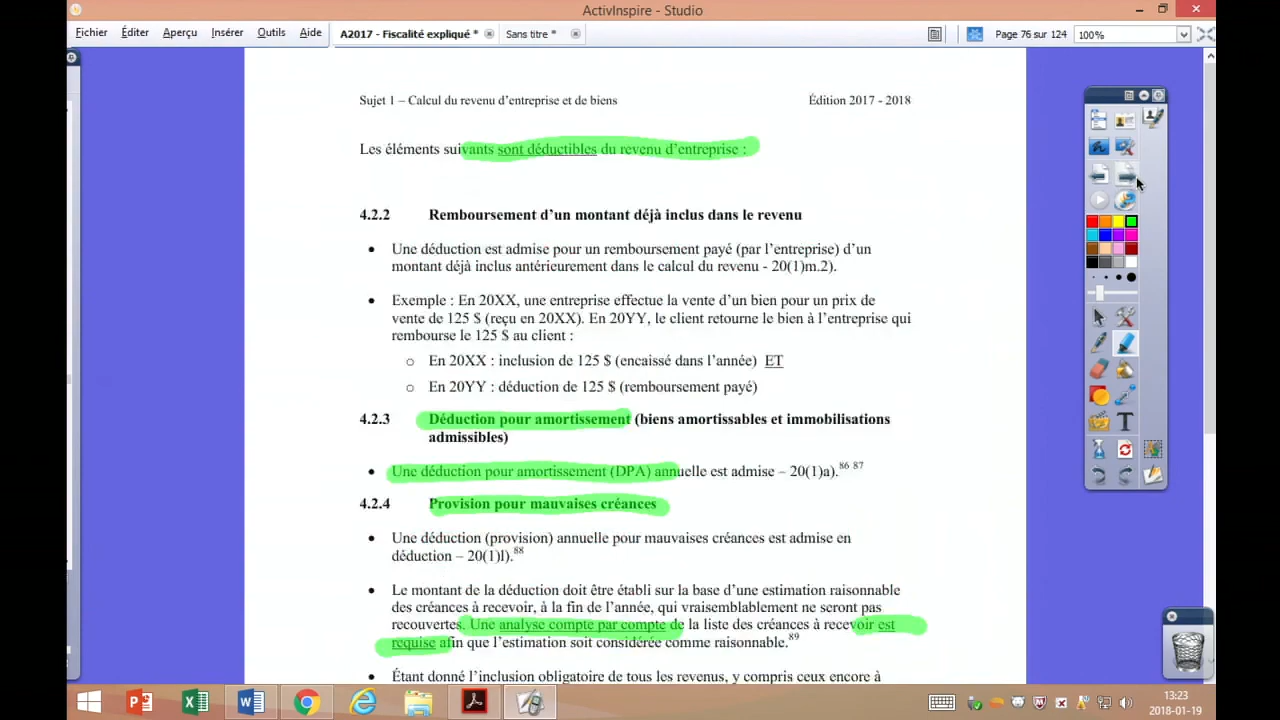 ActivInspire - Studio
Fichier Éditer Aperçu Insérer Outils Aide A2017 - Fiscalité expliqué * Sans titre * Page 76 sur 124 100%
Sujet 1 – Calcul du revenu d'entreprise et de biens Édition 2017 - 2018
Les éléments suivants sont déductibles du revenu d'entreprise :
4.2.2 Remboursement d'un montant déjà inclus dans le revenu
• Une déduction est admise pour un remboursement payé (par l'entreprise) d'un
montant déjà inclus antérieurement dans le calcul du revenu - 20(1)m.2).
• Exemple : En 20XX, une entreprise effectue la vente d'un bien pour un prix de
vente de 125 $ (reçu en 20XX). En 20YY, le client retourne le bien à l'entreprise qui
rembourse le 125 $ au client :
o En 20XX : inclusion de 125 $ (encaissé dans l'année) ET
o En 20YY : déduction de 125 $ (remboursement payé)
4.2.3 Déduction pour amortissement (biens amortissables et immobilisations
admissibles)
• Une déduction pour amortissement (DPA) annuelle est admise – 20(1)a).86 87
4.2.4 Provision pour mauvaises créances
• Une déduction (provision) annuelle pour mauvaises créances est admise en
déduction – 20(1)l).88
• Le montant de la déduction doit être établi sur la base d'une estimation raisonnable
des créances à recevoir, à la fin de l'année, qui vraisemblablement ne seront pas
recouvertes. Une analyse compte par compte de la liste des créances à recevoir est
requise afin que l'estimation soit considérée comme raisonnable.89
• Étant donné l'inclusion obligatoire de tous les revenus, y compris ceux encore à
13:23
2018-01-19